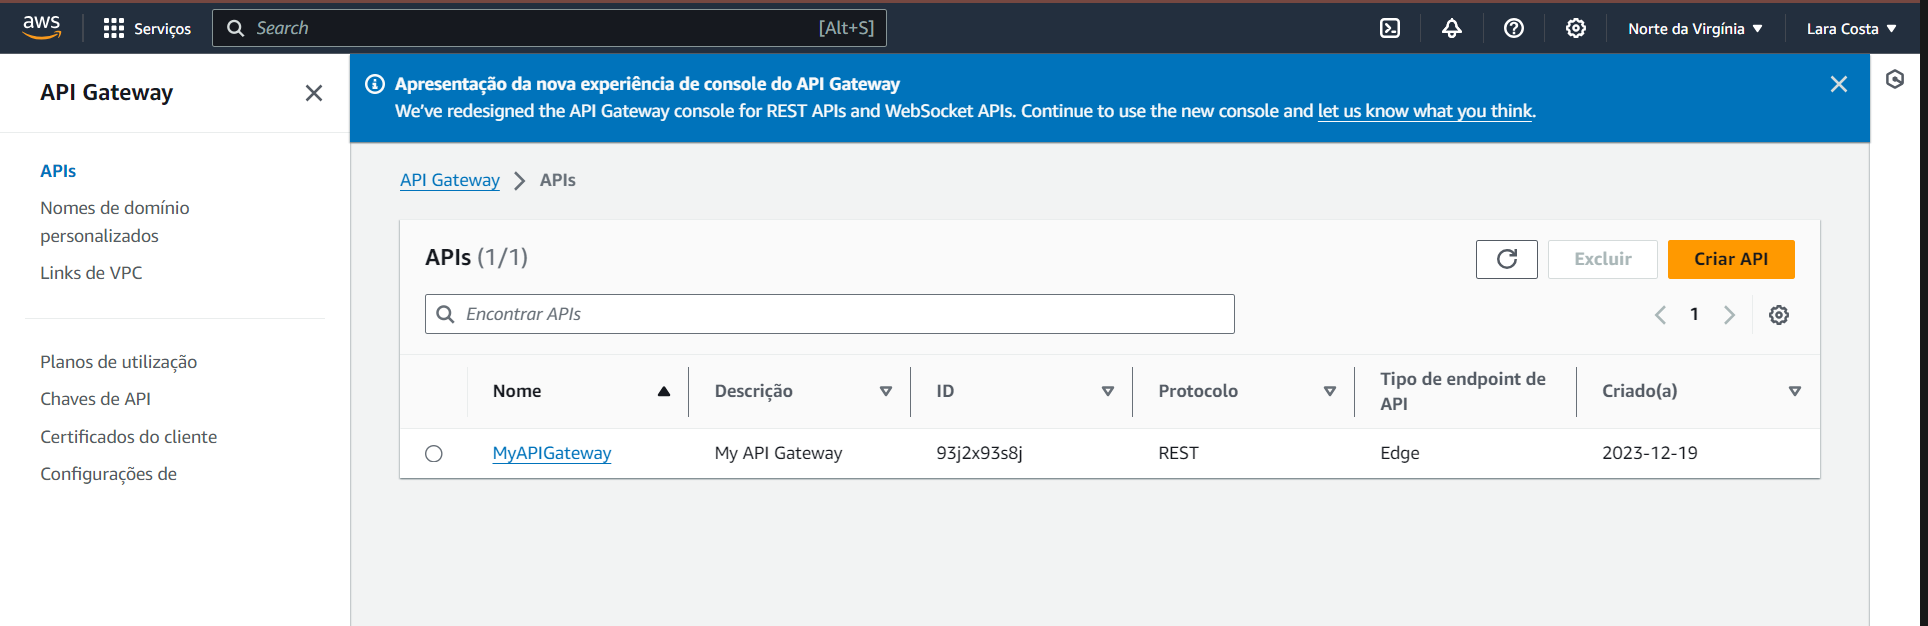 aws
Serviços
Search
[Alt+S]
Norte da Virgínia
Lara Costa
API Gateway
Apresentação da nova experiência de console do API Gateway
We've redesigned the API Gateway console for REST APIs and WebSocket APIs. Continue to use the new console and let us know what you think.
APIs
Nomes de domínio
personalizados
Links de VPC
Planos de utilização
Chaves de API
Certificados do cliente
Configurações de
API Gateway
APIs
APIs (1/1)
Excluir
Criar API
Encontrar APIs
1
Nome
Descrição
ID
Protocolo
Tipo de endpoint de
API
Criado(a)
MyAPIGateway
My API Gateway
93j2x93s8j
REST
Edge
2023-12-19